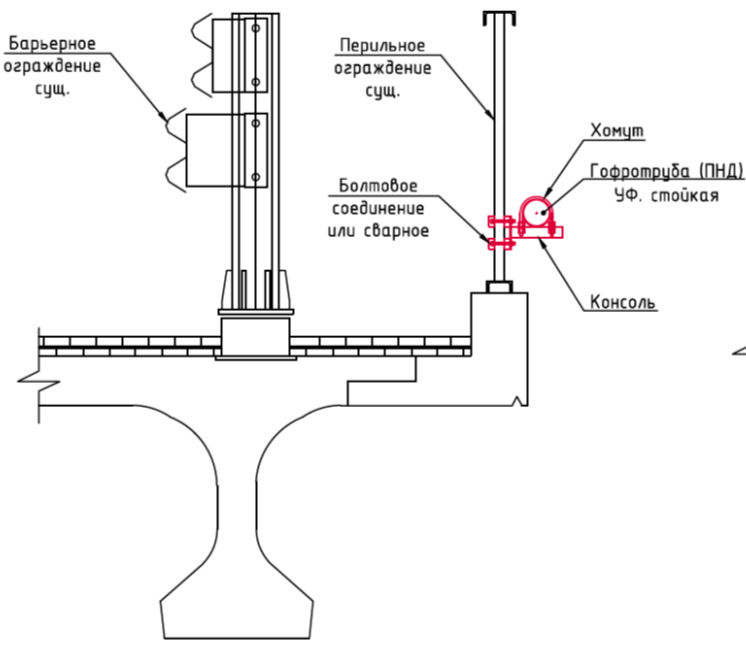 Барьерное
ограждение
сущ.
Перильное
ограждение
сущ.
Хомут
Гофротруба (ПНД)
УФ. стойкая
Болтовое
соединение
или сварное
Консоль